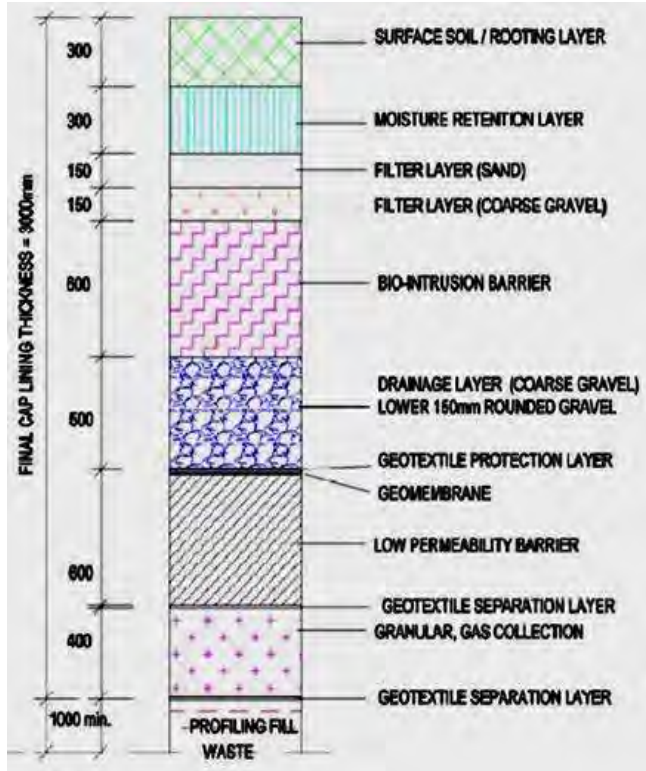 300
SURFACE SOIL / ROOTING LAYER
300
MOISTURE RETENTION LAYER
150
FILTER LAYER (SAND)
150
FILTER LAYER (COARSE GRAVEL)
600
BIO-INTRUSION BARRIER
FINAL CAP LINING THICKNESS = 3000mm
DRAINAGE LAYER (COARSE GRAVEL)
500
LOWER 150mm ROUNDED GRAVEL
GEOTEXTILE PROTECTION LAYER
GEOMEMBRANE
LOW PERMEABILITY BARRIER
600
GEOTEXTILE SEPARATION LAYER
400
GRANULAR, GAS COLLECTION
GEOTEXTILE SEPARATION LAYER
1000 min.
PROFILING FILL
WASTE